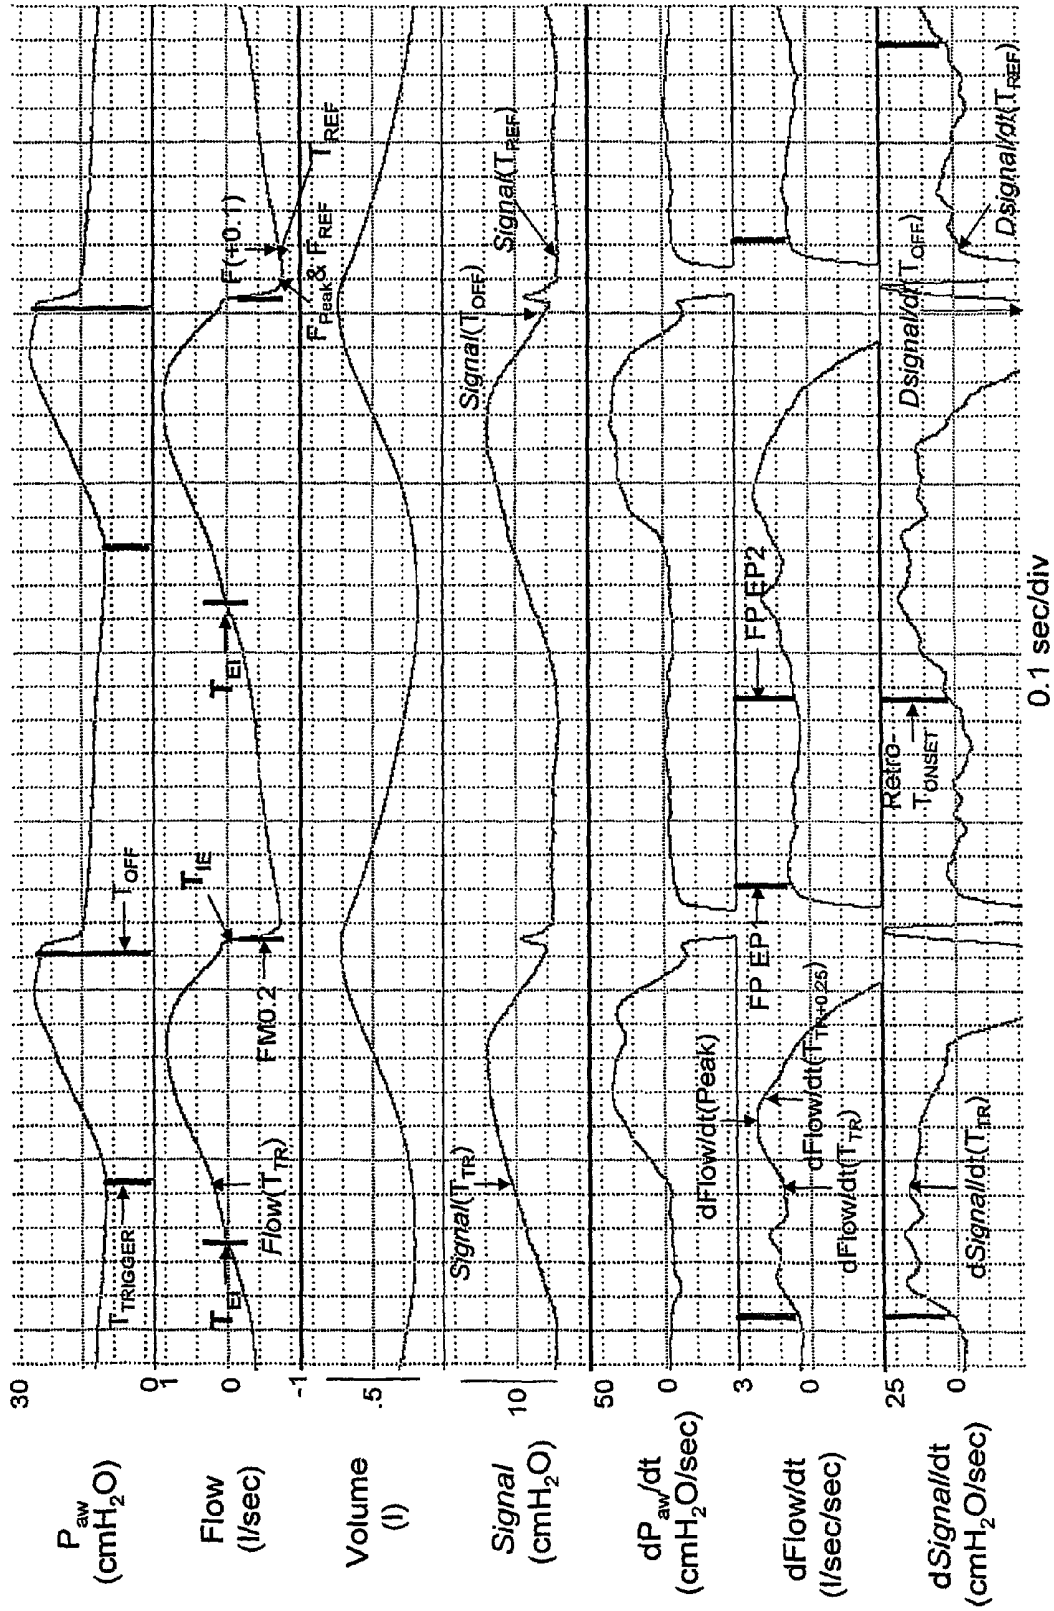 30
0
P_aw
(cmH₂O)
T_TRIGGER
T_OFF
1
0
-1
Flow
(l/sec)
T_EI
Flow(T_TR)
FM0.2
T_IE
T_EI
F(+0.1)
F_Peak & F_REF
T_REF
.5
Volume
(l)
10
Signal
(cmH₂O)
Signal(T_TR)
Signal(T_OFF)
Signal(T_REF)
50
0
dP_aw/dt
(cmH₂O/sec)
3
0
dFlow/dt
(l/sec/sec)
dFlow/dt(Peak)
dFlow/dt(T_TR+0.25)
dFlow/dt(T_TR)
FP EP1
FP EP2
25
0
dSignal/dt
(cmH₂O/sec)
dSignal/dt(T_TR)
Retro-
T_ONSET
Dsignal/dt(T_OFF)
Dsignal/dt(T_REF)
0.1 sec/div